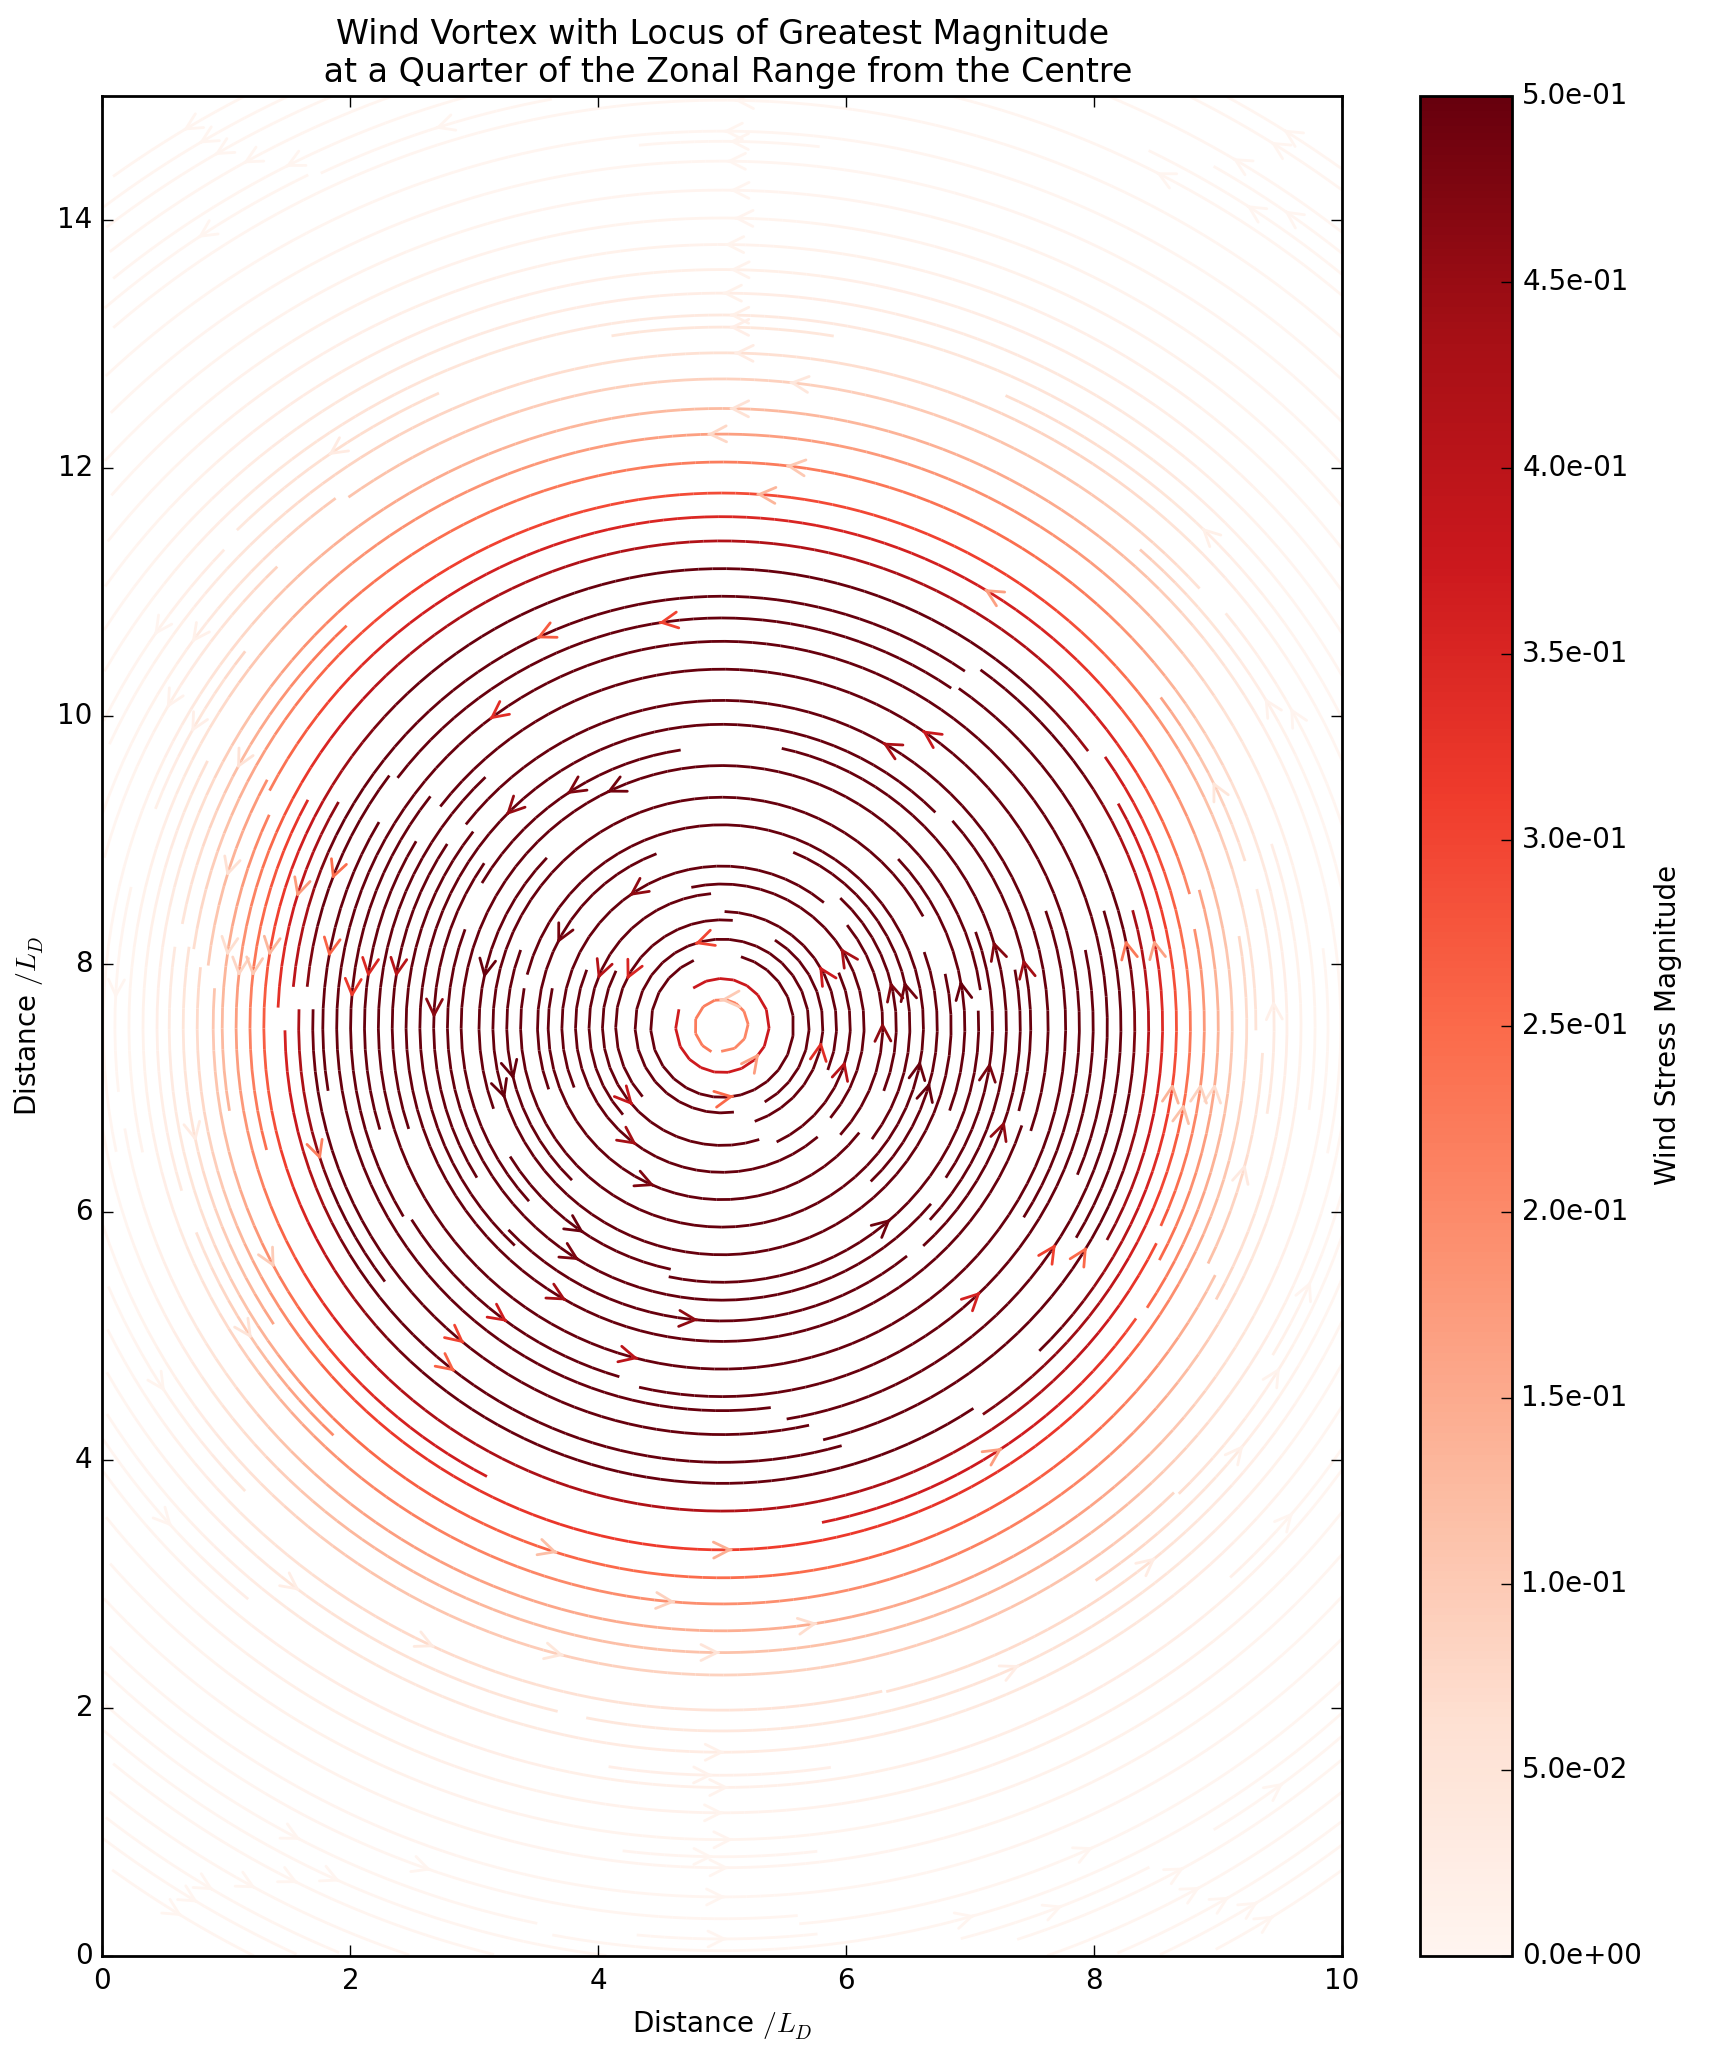 Wind Vortex with Locus of Greatest Magnitude
at a Quarter of the Zonal Range from the Centre
14
12
10
8
6
4
2
0
0 2 4 6 8 10
Distance /L_D
Distance /L_D
5.0e-01
4.5e-01
4.0e-01
3.5e-01
3.0e-01
2.5e-01
2.0e-01
1.5e-01
1.0e-01
5.0e-02
0.0e+00
Wind Stress Magnitude